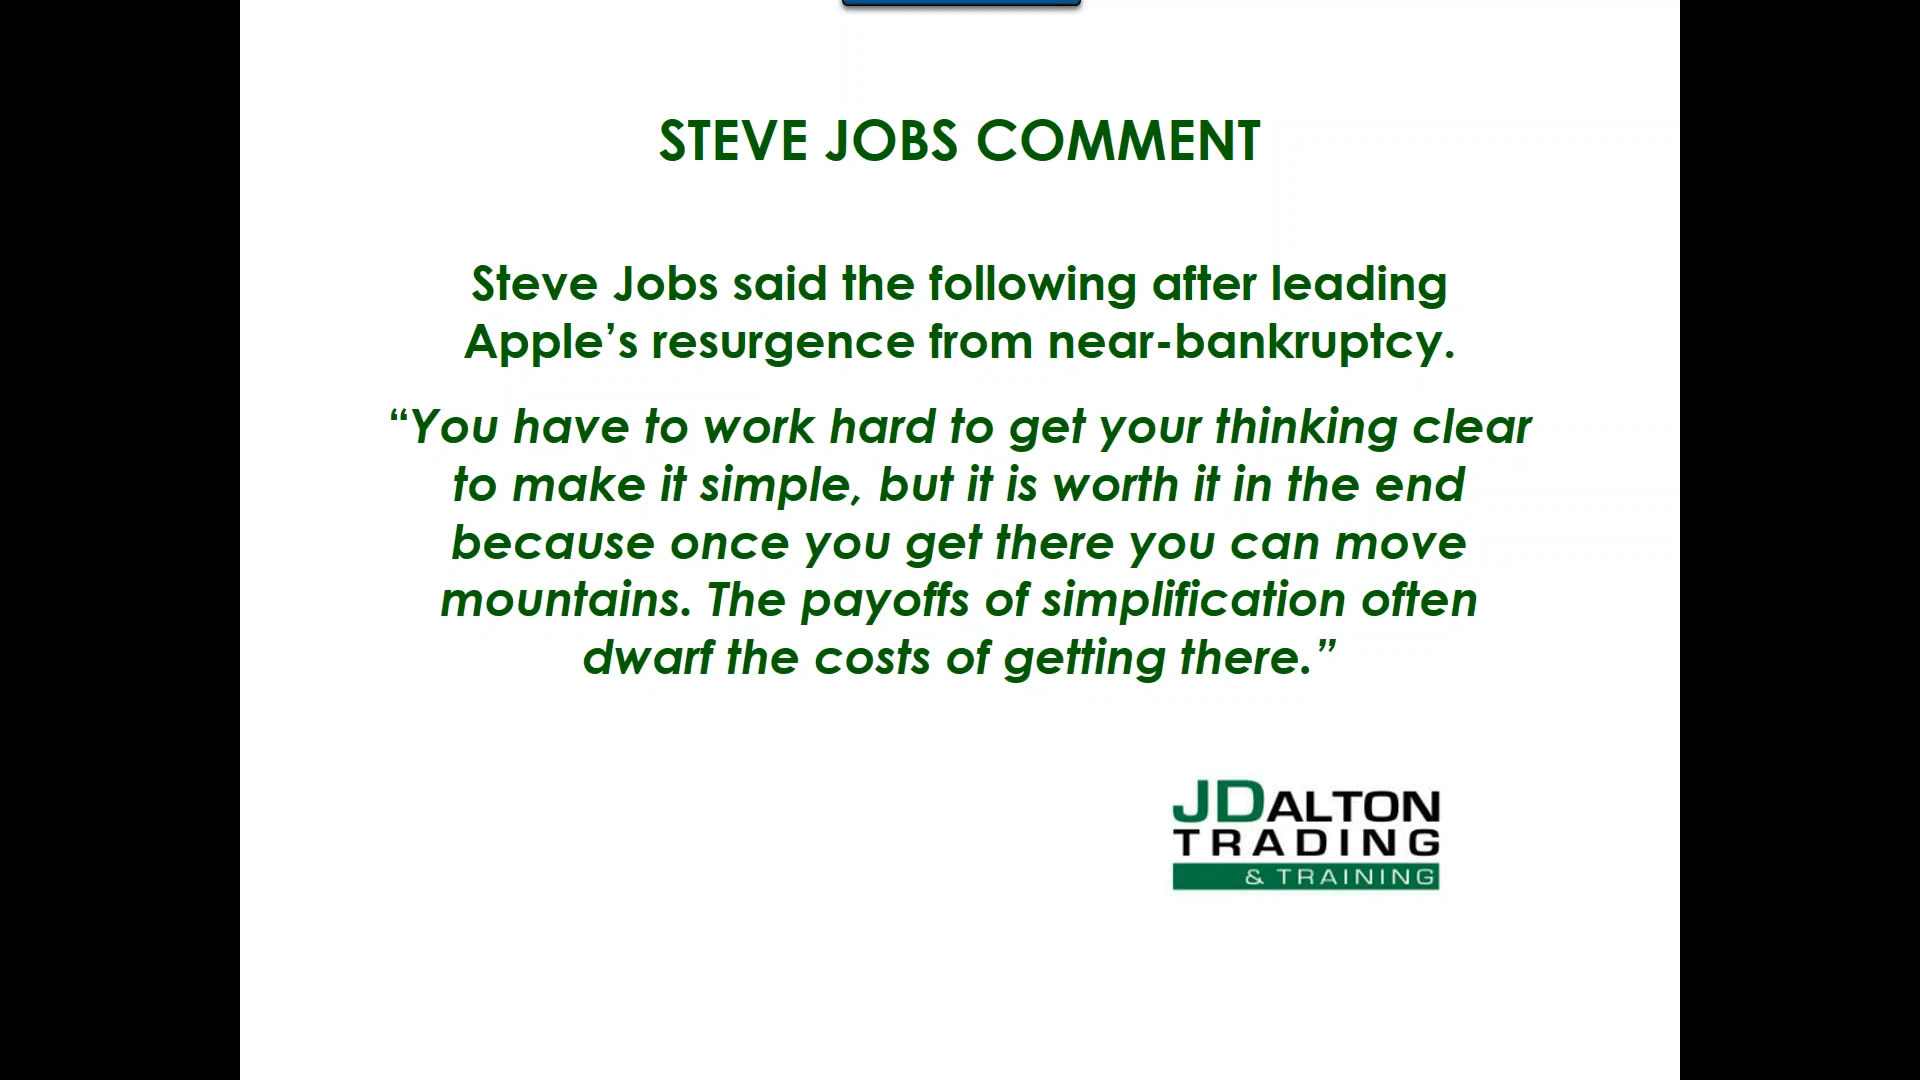 STEVE JOBS COMMENT
Steve Jobs said the following after leading
Apple’s resurgence from near-bankruptcy.
“You have to work hard to get your thinking clear
to make it simple, but it is worth it in the end
because once you get there you can move
mountains. The payoffs of simplification often
dwarf the costs of getting there.”
JDALTON
TRADING
& TRAINING